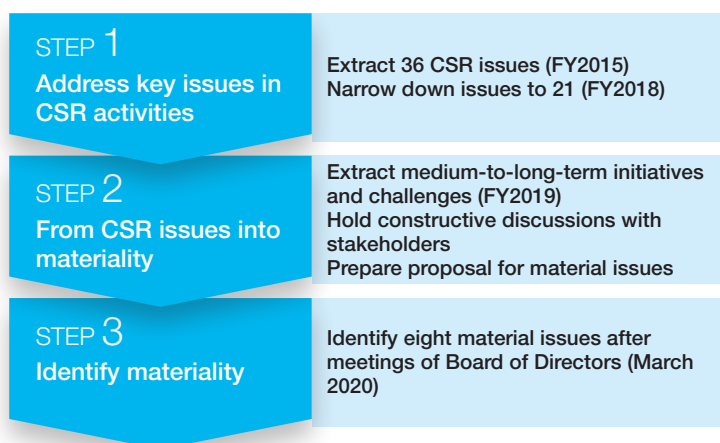 STEP 1
Address key issues in
CSR activities
Extract 36 CSR issues (FY2015)
Narrow down issues to 21 (FY2018)
STEP 2
From CSR issues into
materiality
Extract medium-to-long-term initiatives
and challenges (FY2019)
Hold constructive discussions with
stakeholders
Prepare proposal for material issues
STEP 3
Identify materiality
Identify eight material issues after
meetings of Board of Directors (March
2020)